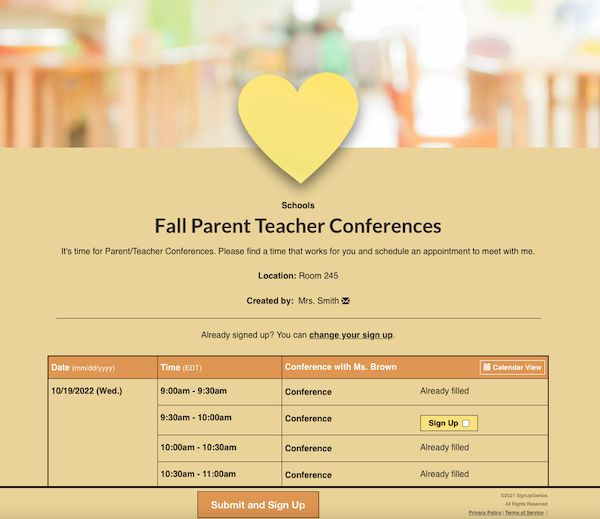 Schools
Fall Parent Teacher Conferences
It's time for Parent/Teacher Conferences. Please find a time that works for you and schedule an appointment to meet with me.
Location: Room 245
Created by: Mrs. Smith
Already signed up? You can change your sign up.
Date (mm/dd/yyyy) Time (EDT) Conference with Ms. Brown Calendar View
10/19/2022 (Wed.) 9:00am - 9:30am Conference Already filled
9:30am - 10:00am Conference Sign Up
10:00am - 10:30am Conference Already filled
10:30am - 11:00am Conference Already filled
Submit and Sign Up
©2021 SignUpGenius.
All Rights Reserved.
Privacy Policy | Terms of Service |